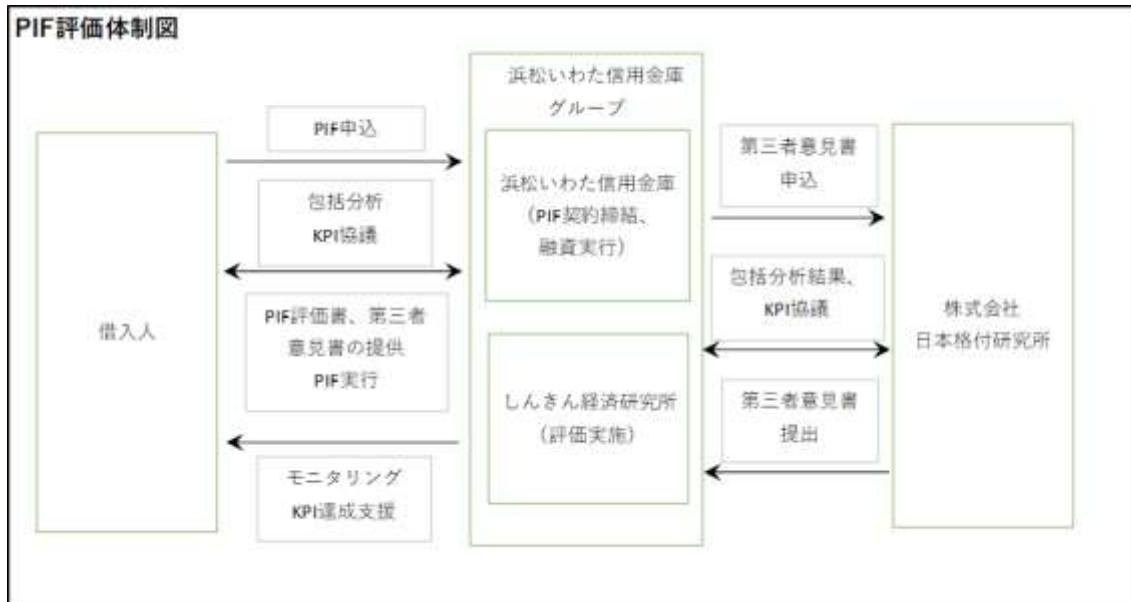 PIF評価体制図
浜松いわた信用金庫
グループ
PIF申込
包括分析
KPI協議
PIF評価書、第三者
意見書の提供
PIF実行
モニタリング
KPI達成支援
借入人
浜松いわた信用金庫
（PIF契約締結、
融資実行）
しんきん経済研究所
（評価実施）
第三者意見書
申込
包括分析結果、
KPI協議
第三者意見書
提出
株式会社
日本格付研究所